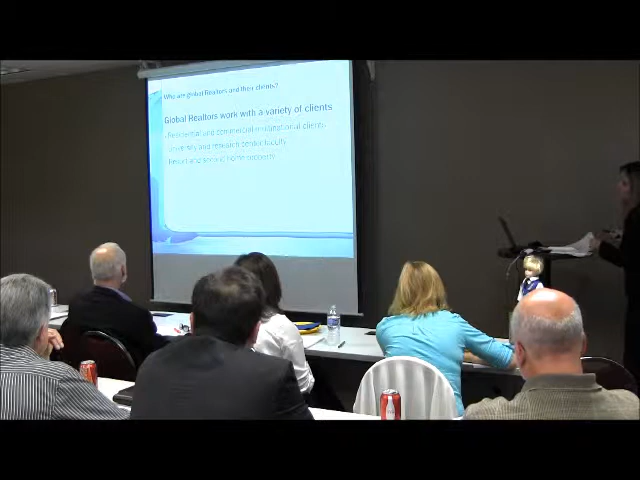 Who are global Realtors and their clients?
Global Realtors work with a variety of clients
Residential and commercial multinational clients
University and research center faculty
Resort and second home property